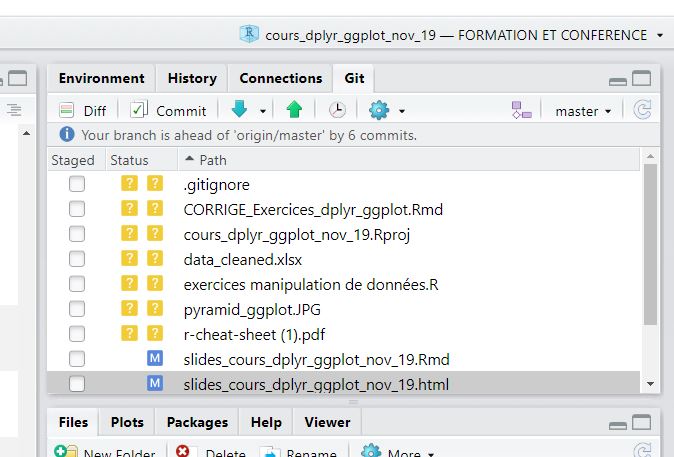 cours_dplyr_ggplot_nov_19 — FORMATION ET CONFERENCE
Environment History Connections Git
Diff Commit master
Your branch is ahead of 'origin/master' by 6 commits.
Staged Status Path
? ? .gitignore
? ? CORRIGE_Exercices_dplyr_ggplot.Rmd
? ? cours_dplyr_ggplot_nov_19.Rproj
? ? data_cleaned.xlsx
? ? exercices manipulation de données.R
? ? pyramid_ggplot.JPG
? ? r-cheat-sheet (1).pdf
M slides_cours_dplyr_ggplot_nov_19.Rmd
M slides_cours_dplyr_ggplot_nov_19.html
Files Plots Packages Help Viewer
New Folder Delete Rename More